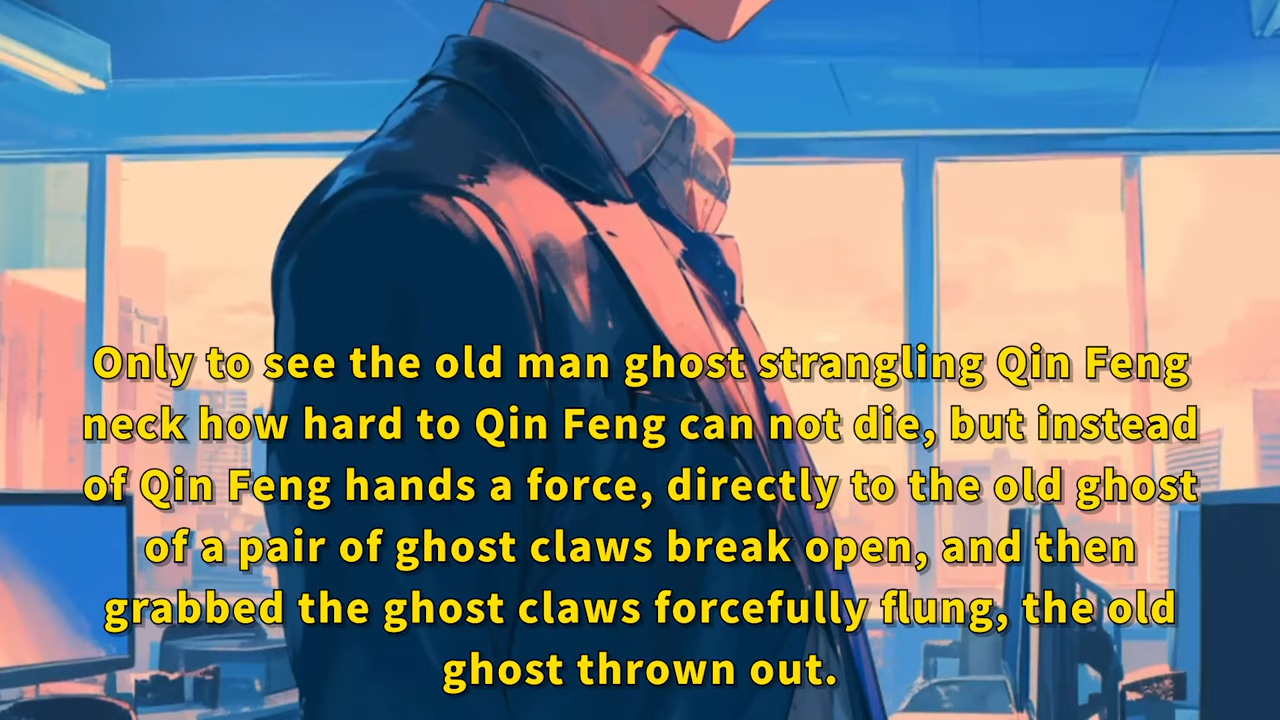 Only to see the old man ghost strangling Qin Feng
neck how hard to Qin Feng can not die, but instead
of Qin Feng hands a force, directly to the old ghost
of a pair of ghost claws break open, and then
grabbed the ghost claws forcefully flung, the old
ghost thrown out.